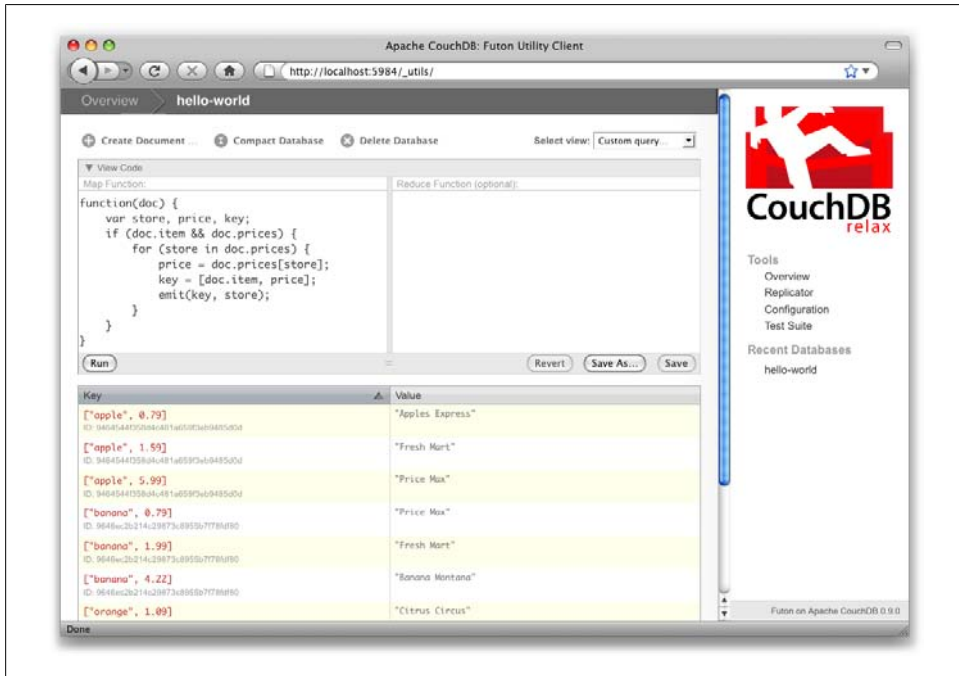 Apache CouchDB: Futon Utility Client
http://localhost:5984/_utils/
Overview hello-world
Create Document ... Compact Database Delete Database Select view: Custom query...
▼ View Code
Map Function: Reduce Function (optional):
function(doc) {
var store, price, key;
if (doc.item && doc.prices) {
for (store in doc.prices) {
price = doc.prices[store];
key = [doc.item, price];
emit(key, store);
}
}
}
Run Revert Save As... Save
Key Value
["apple", 0.79] "Apples Express"
ID:
["apple", 1.59] "Fresh Mart"
ID:
["apple", 5.99] "Price Max"
ID:
["banana", 0.79] "Price Max"
ID:
["banana", 1.99] "Fresh Mart"
ID:
["banana", 4.22] "Banana Montana"
ID:
["orange", 1.09] "Citrus Circus"
Done
CouchDB
relax
Tools
Overview
Replicator
Configuration
Test Suite
Recent Databases
hello-world
Futon on Apache CouchDB 0.9.0